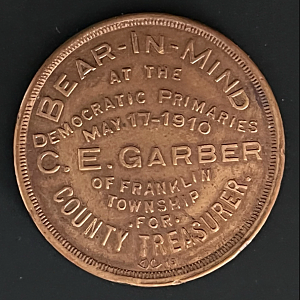 BEAR-IN-MIND
AT THE
DEMOCRATIC PRIMARIES
MAY.17-1910
C. E. GARBER
OF FRANKLIN
TOWNSHIP
-FOR-
COUNTY TREASURER.